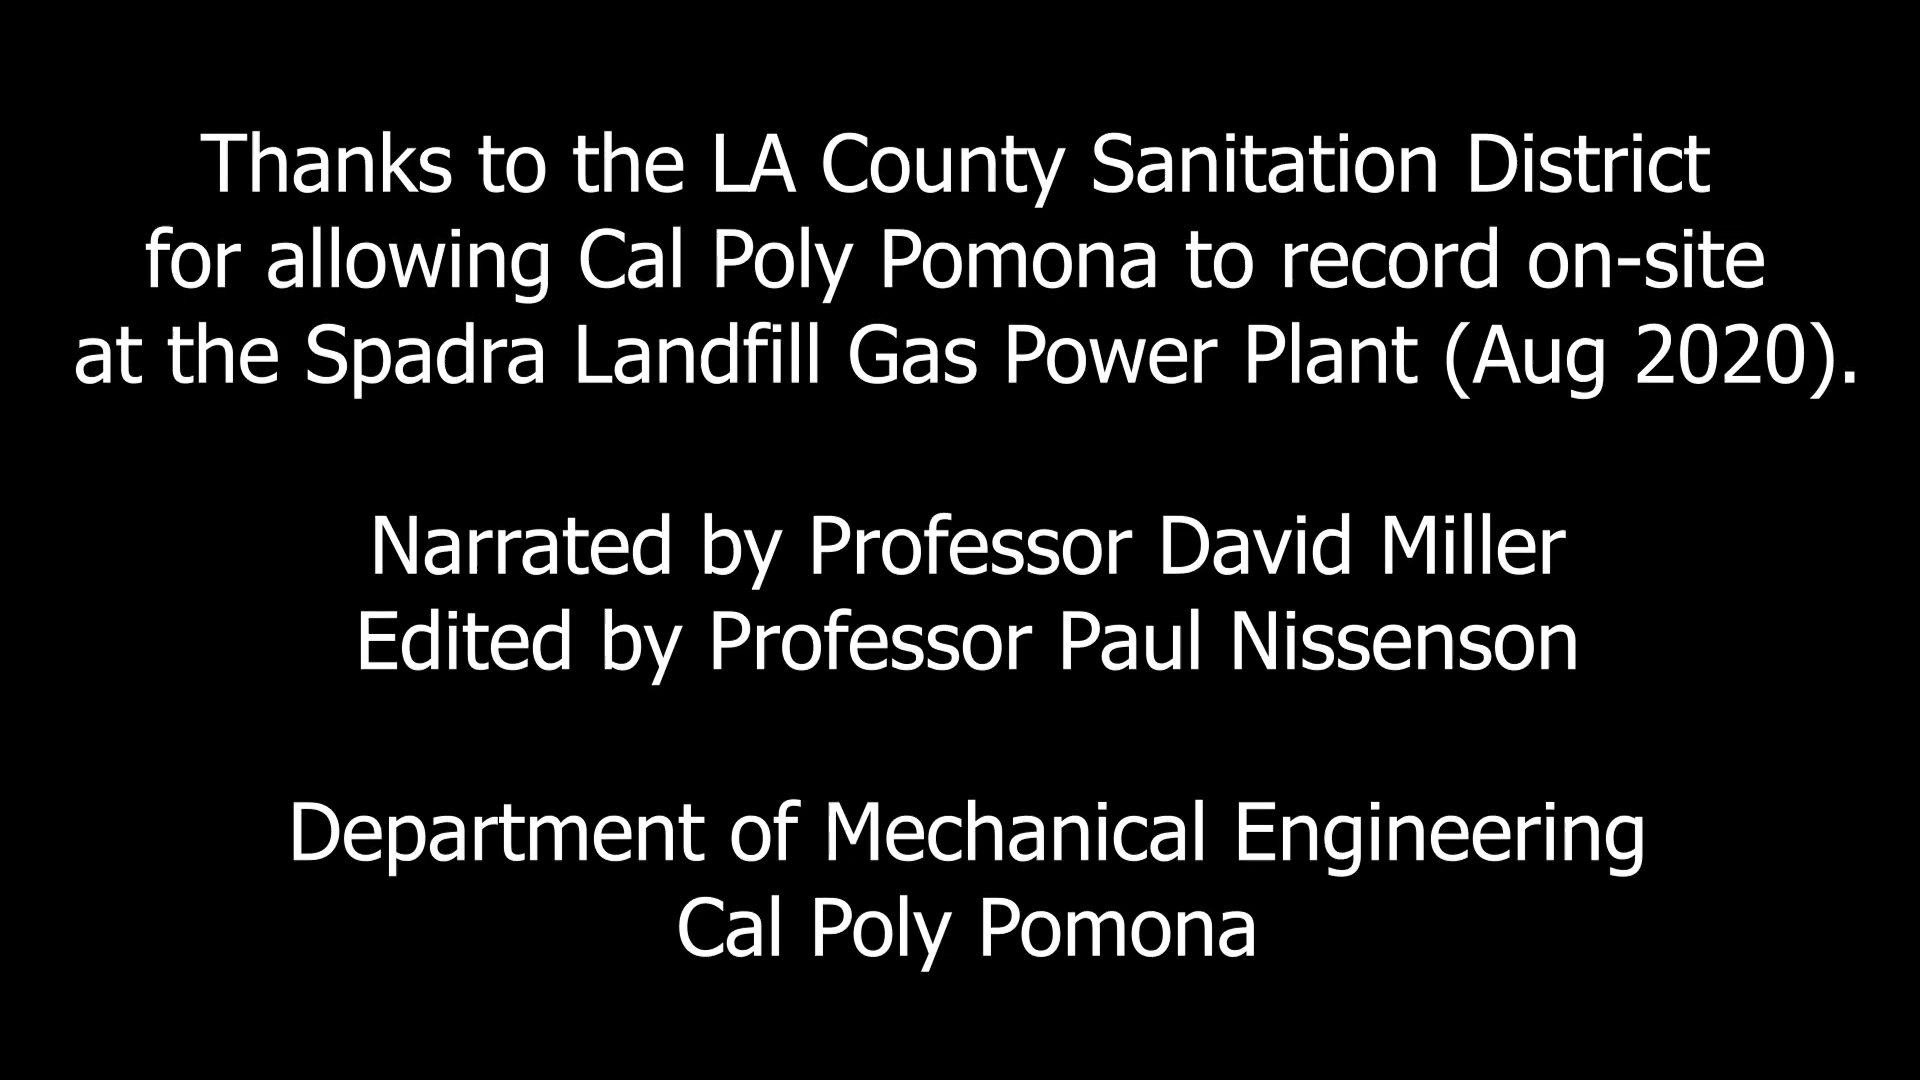 Thanks to the LA County Sanitation District
for allowing Cal Poly Pomona to record on-site
at the Spadra Landfill Gas Power Plant (Aug 2020).
Narrated by Professor David Miller
Edited by Professor Paul Nissenson
Department of Mechanical Engineering
Cal Poly Pomona